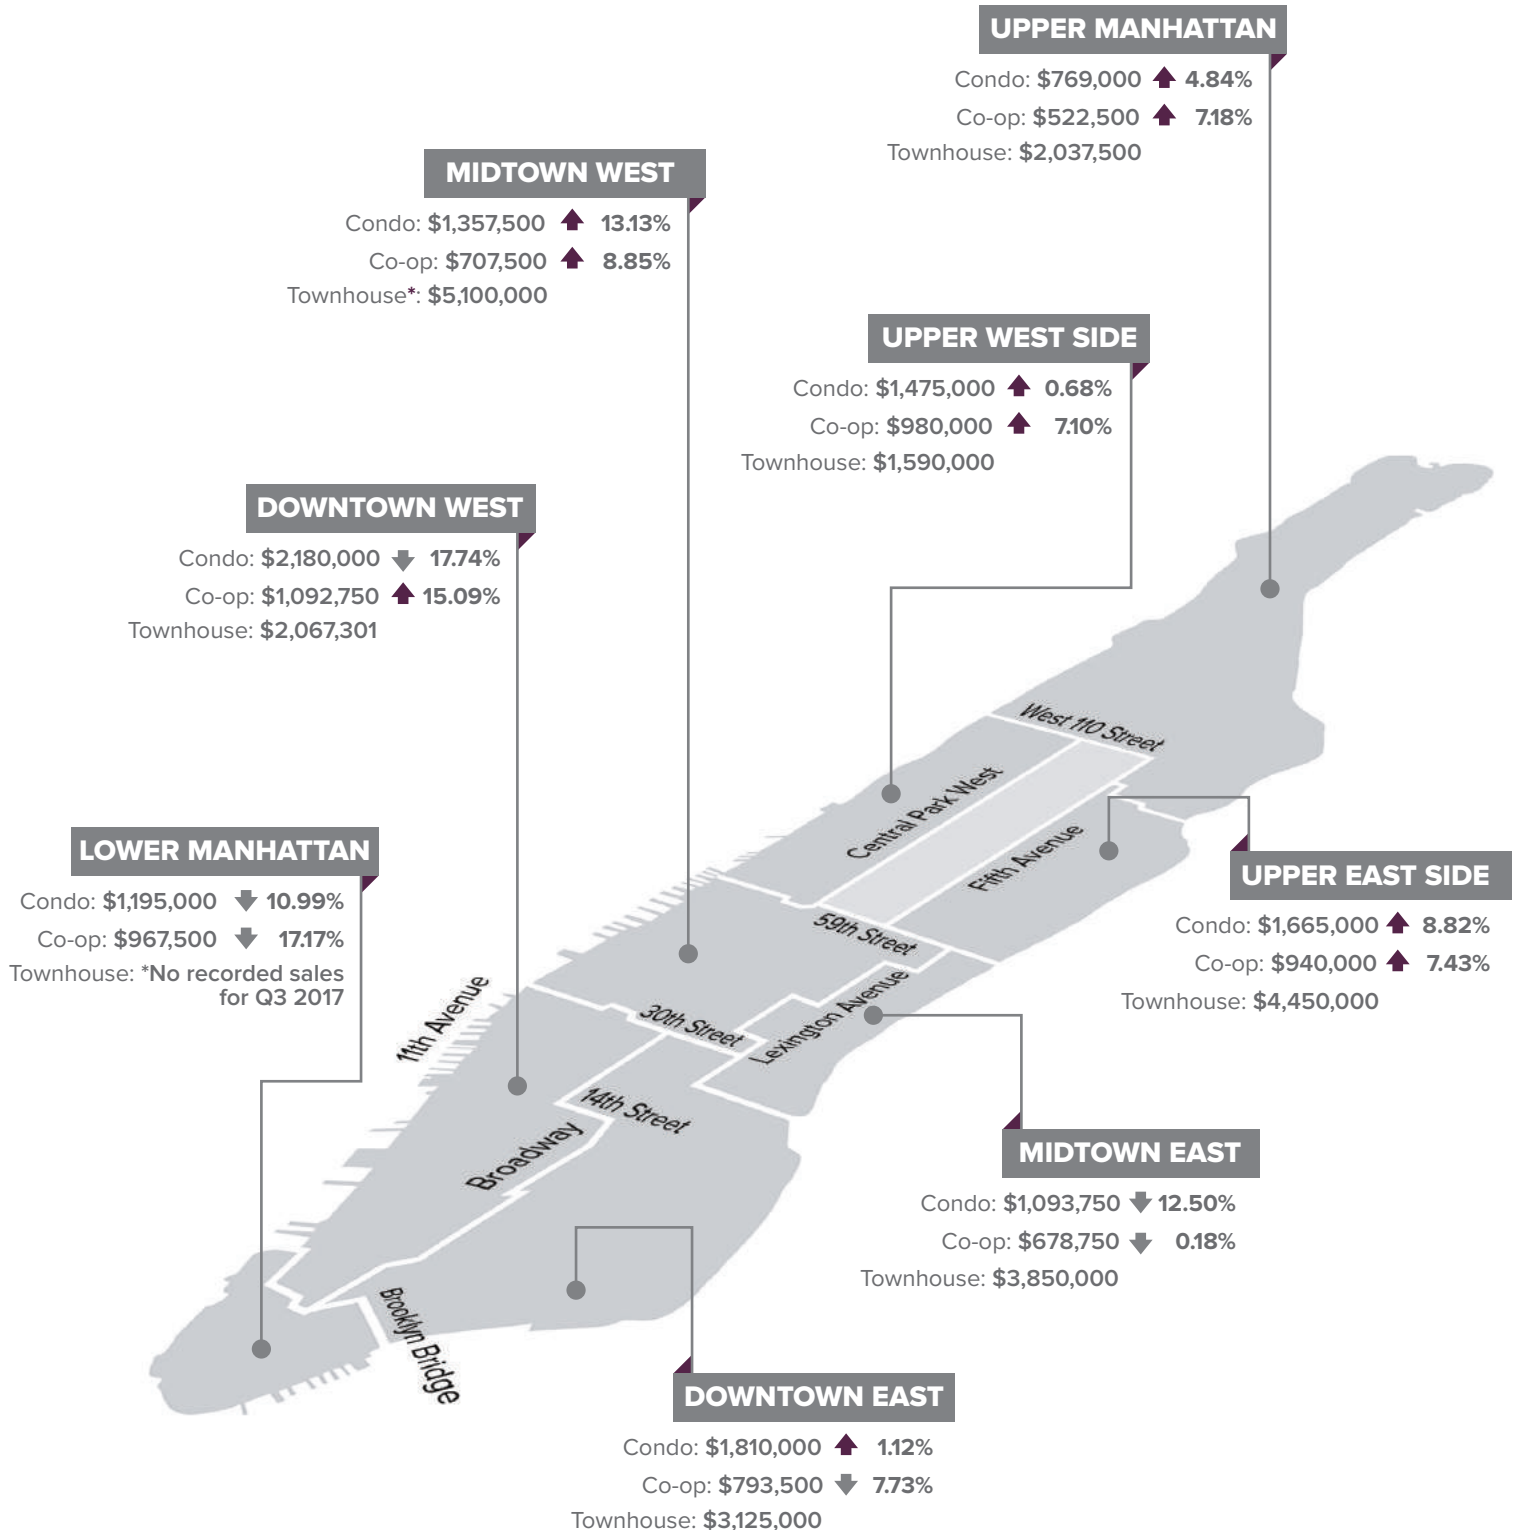 UPPER MANHATTAN
Condo: $769,000 4.84%
Co-op: $522,500 7.18%
Townhouse: $2,037,500
MIDTOWN WEST
Condo: $1,357,500 13.13%
Co-op: $707,500 8.85%
Townhouse*: $5,100,000
UPPER WEST SIDE
Condo: $1,475,000 0.68%
Co-op: $980,000 7.10%
Townhouse: $1,590,000
DOWNTOWN WEST
Condo: $2,180,000 17.74%
Co-op: $1,092,750 15.09%
Townhouse: $2,067,301
West 110 Street
Central Park West
Fifth Avenue
LOWER MANHATTAN
Condo: $1,195,000 10.99%
Co-op: $967,500 17.17%
Townhouse: *No recorded sales
for Q3 2017
UPPER EAST SIDE
Condo: $1,665,000 8.82%
Co-op: $940,000 7.43%
Townhouse: $4,450,000
59th Street
11th Avenue
30th Street
Lexington Avenue
14th Street
Broadway
MIDTOWN EAST
Condo: $1,093,750 12.50%
Co-op: $678,750 0.18%
Townhouse: $3,850,000
Brooklyn Bridge
DOWNTOWN EAST
Condo: $1,810,000 1.12%
Co-op: $793,500 7.73%
Townhouse: $3,125,000